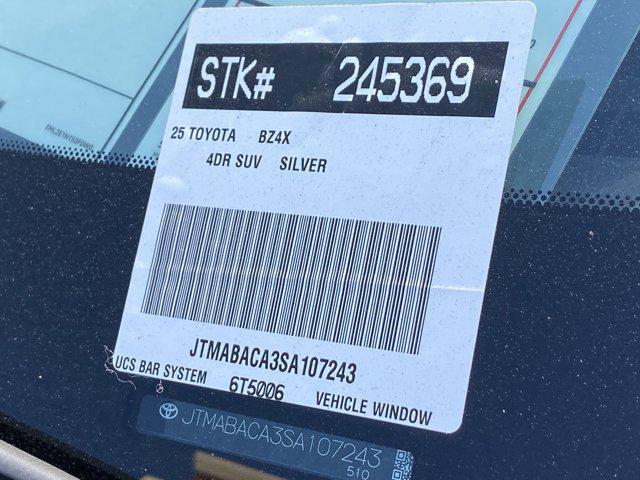 STK# 245369
25 TOYOTA BZ4X
4DR SUV SILVER
JTMABACA3SA107243
UCS BAR SYSTEM 6T5006 VEHICLE WINDOW
JTMABACA3SA107243
510